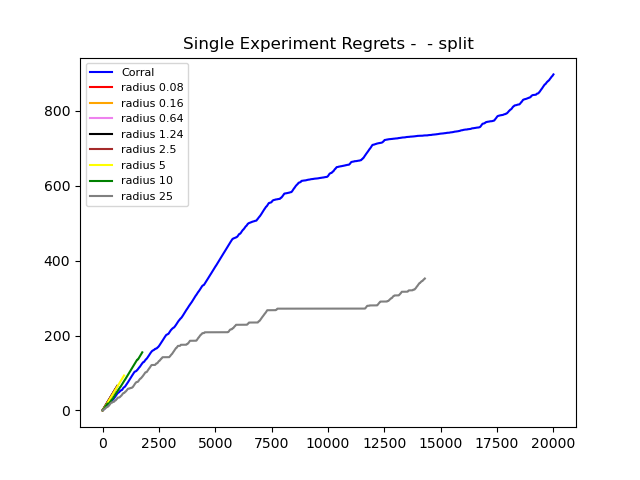 Single Experiment Regrets -  - split
Corral
radius 0.08
radius 0.16
radius 0.64
radius 1.24
radius 2.5
radius 5
radius 10
radius 25
800
600
400
200
0
0 2500 5000 7500 10000 12500 15000 17500 20000